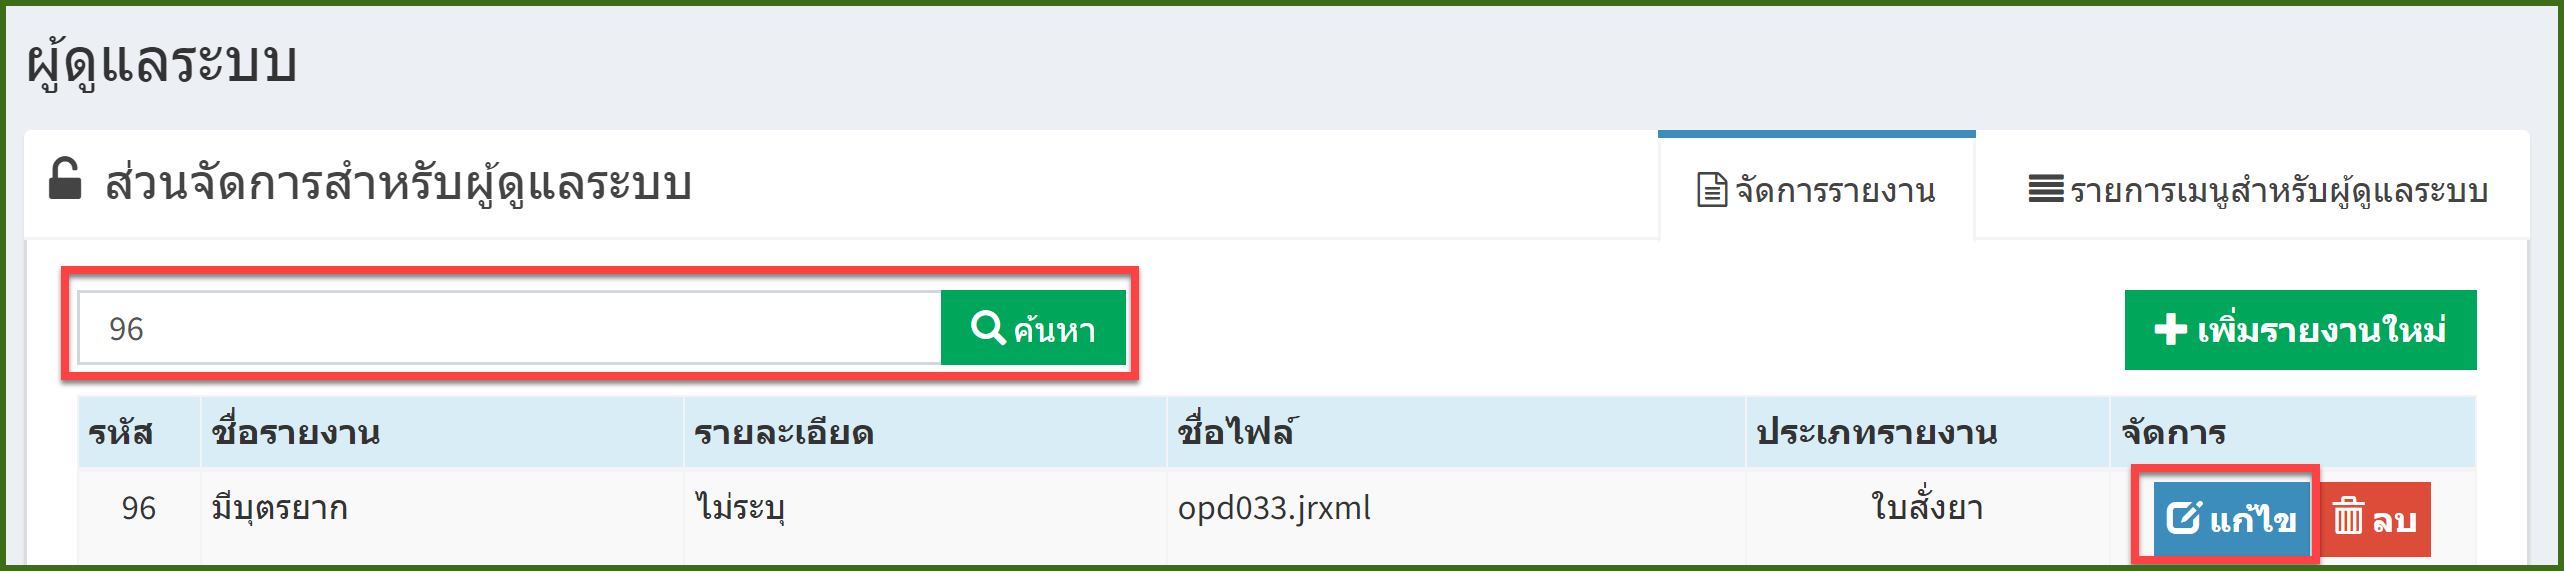 ผู้ดูแลระบบ
ส่วนจัดการสำหรับผู้ดูแลระบบ
จัดการรายงาน
รายการเมนูสำหรับผู้ดูแลระบบ
96 ค้นหา
เพิ่มรายงานใหม่
รหัส ชื่อรายงาน รายละเอียด ชื่อไฟล์ ประเภทรายงาน จัดการ
96 มีบุตรยาก ไม่ระบุ opd033.jrxml ใบสั่งยา แก้ไข ลบ